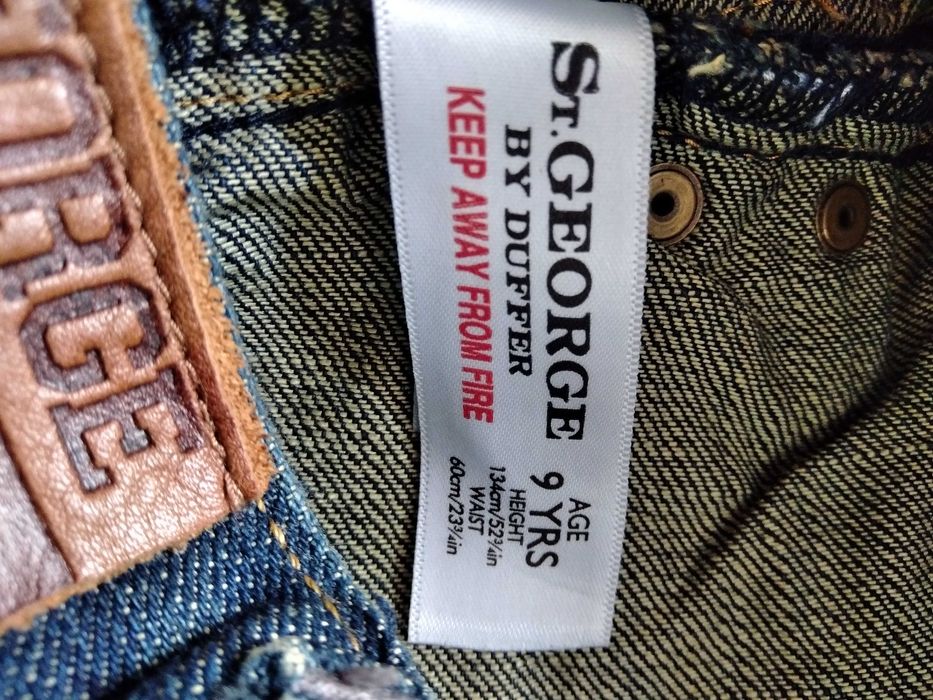 ORGE
St. GEORGE
BY DUFFER
KEEP AWAY FROM FIRE
AGE
9 YRS
HEIGHT
134cm/52¾in
WAIST
60cm/23¾in